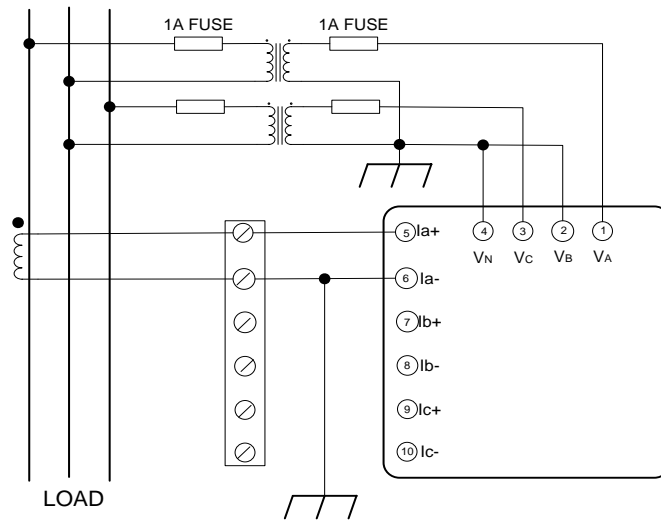 1A FUSE 1A FUSE
5 Ia+ 4 3 2 1
VN VC VB VA
6 Ia-
7 Ib+
8 Ib-
9 Ic+
10 Ic-
LOAD